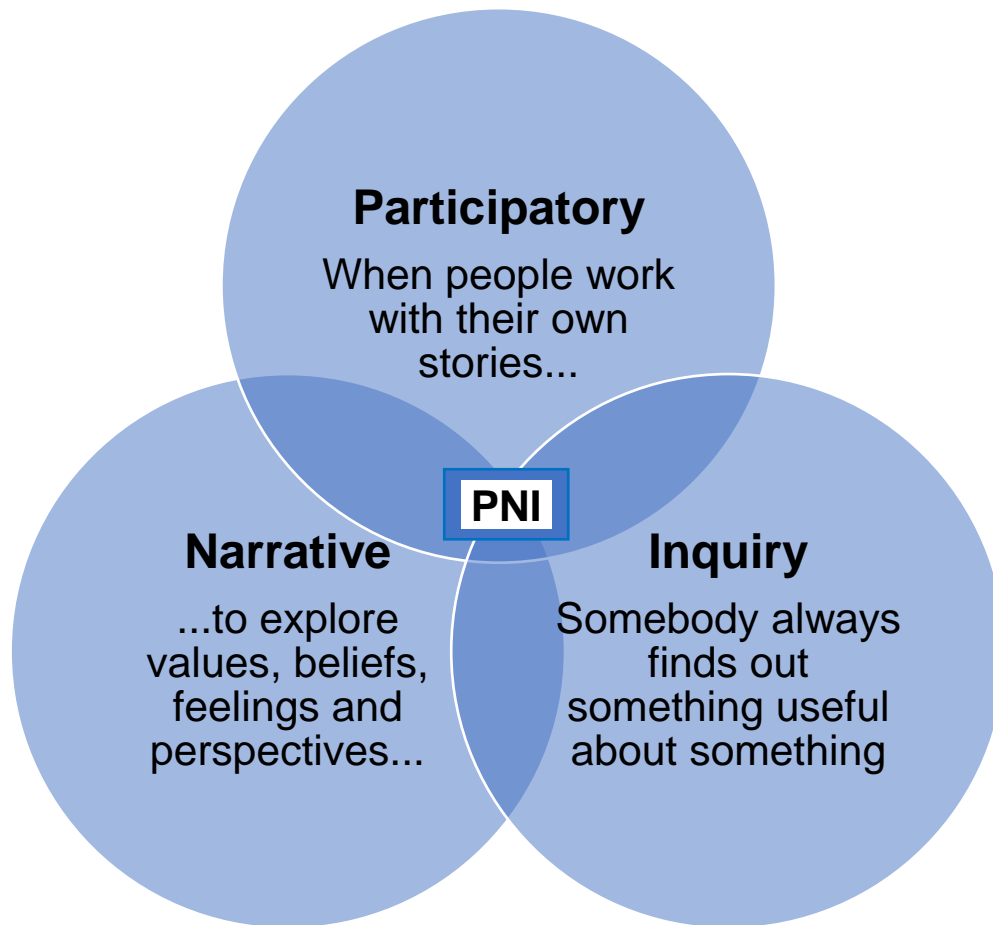 Participatory
When people work
with their own
stories...
PNI
Narrative
...to explore
values, beliefs,
feelings and
perspectives...
Inquiry
Somebody always
finds out
something useful
about something